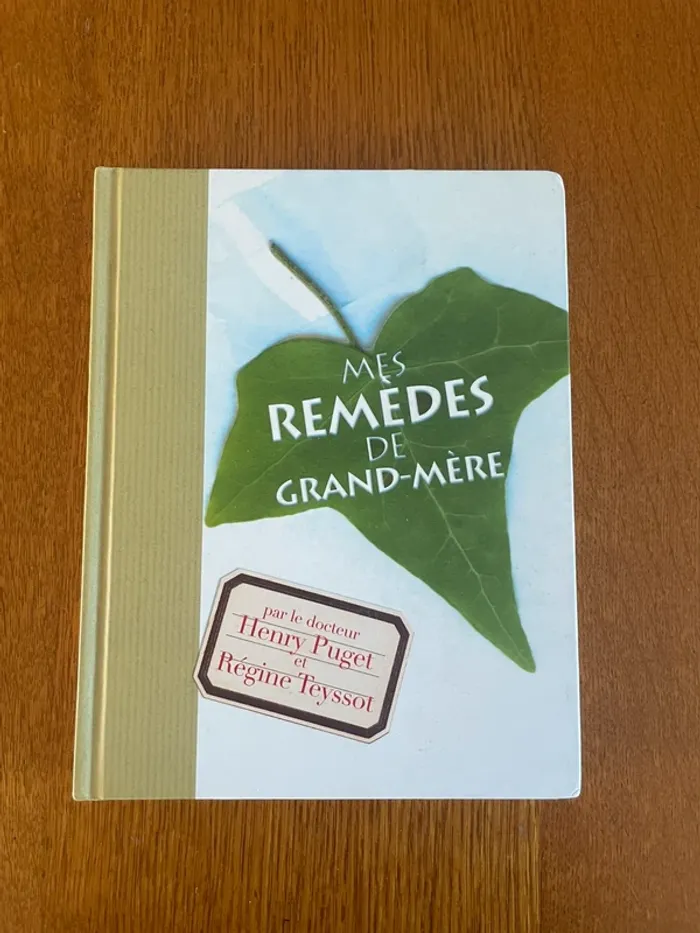 MES
REMÈDES
DE
GRAND-MÈRE
par le docteur
Henry Puget
et
Régine Teyssot